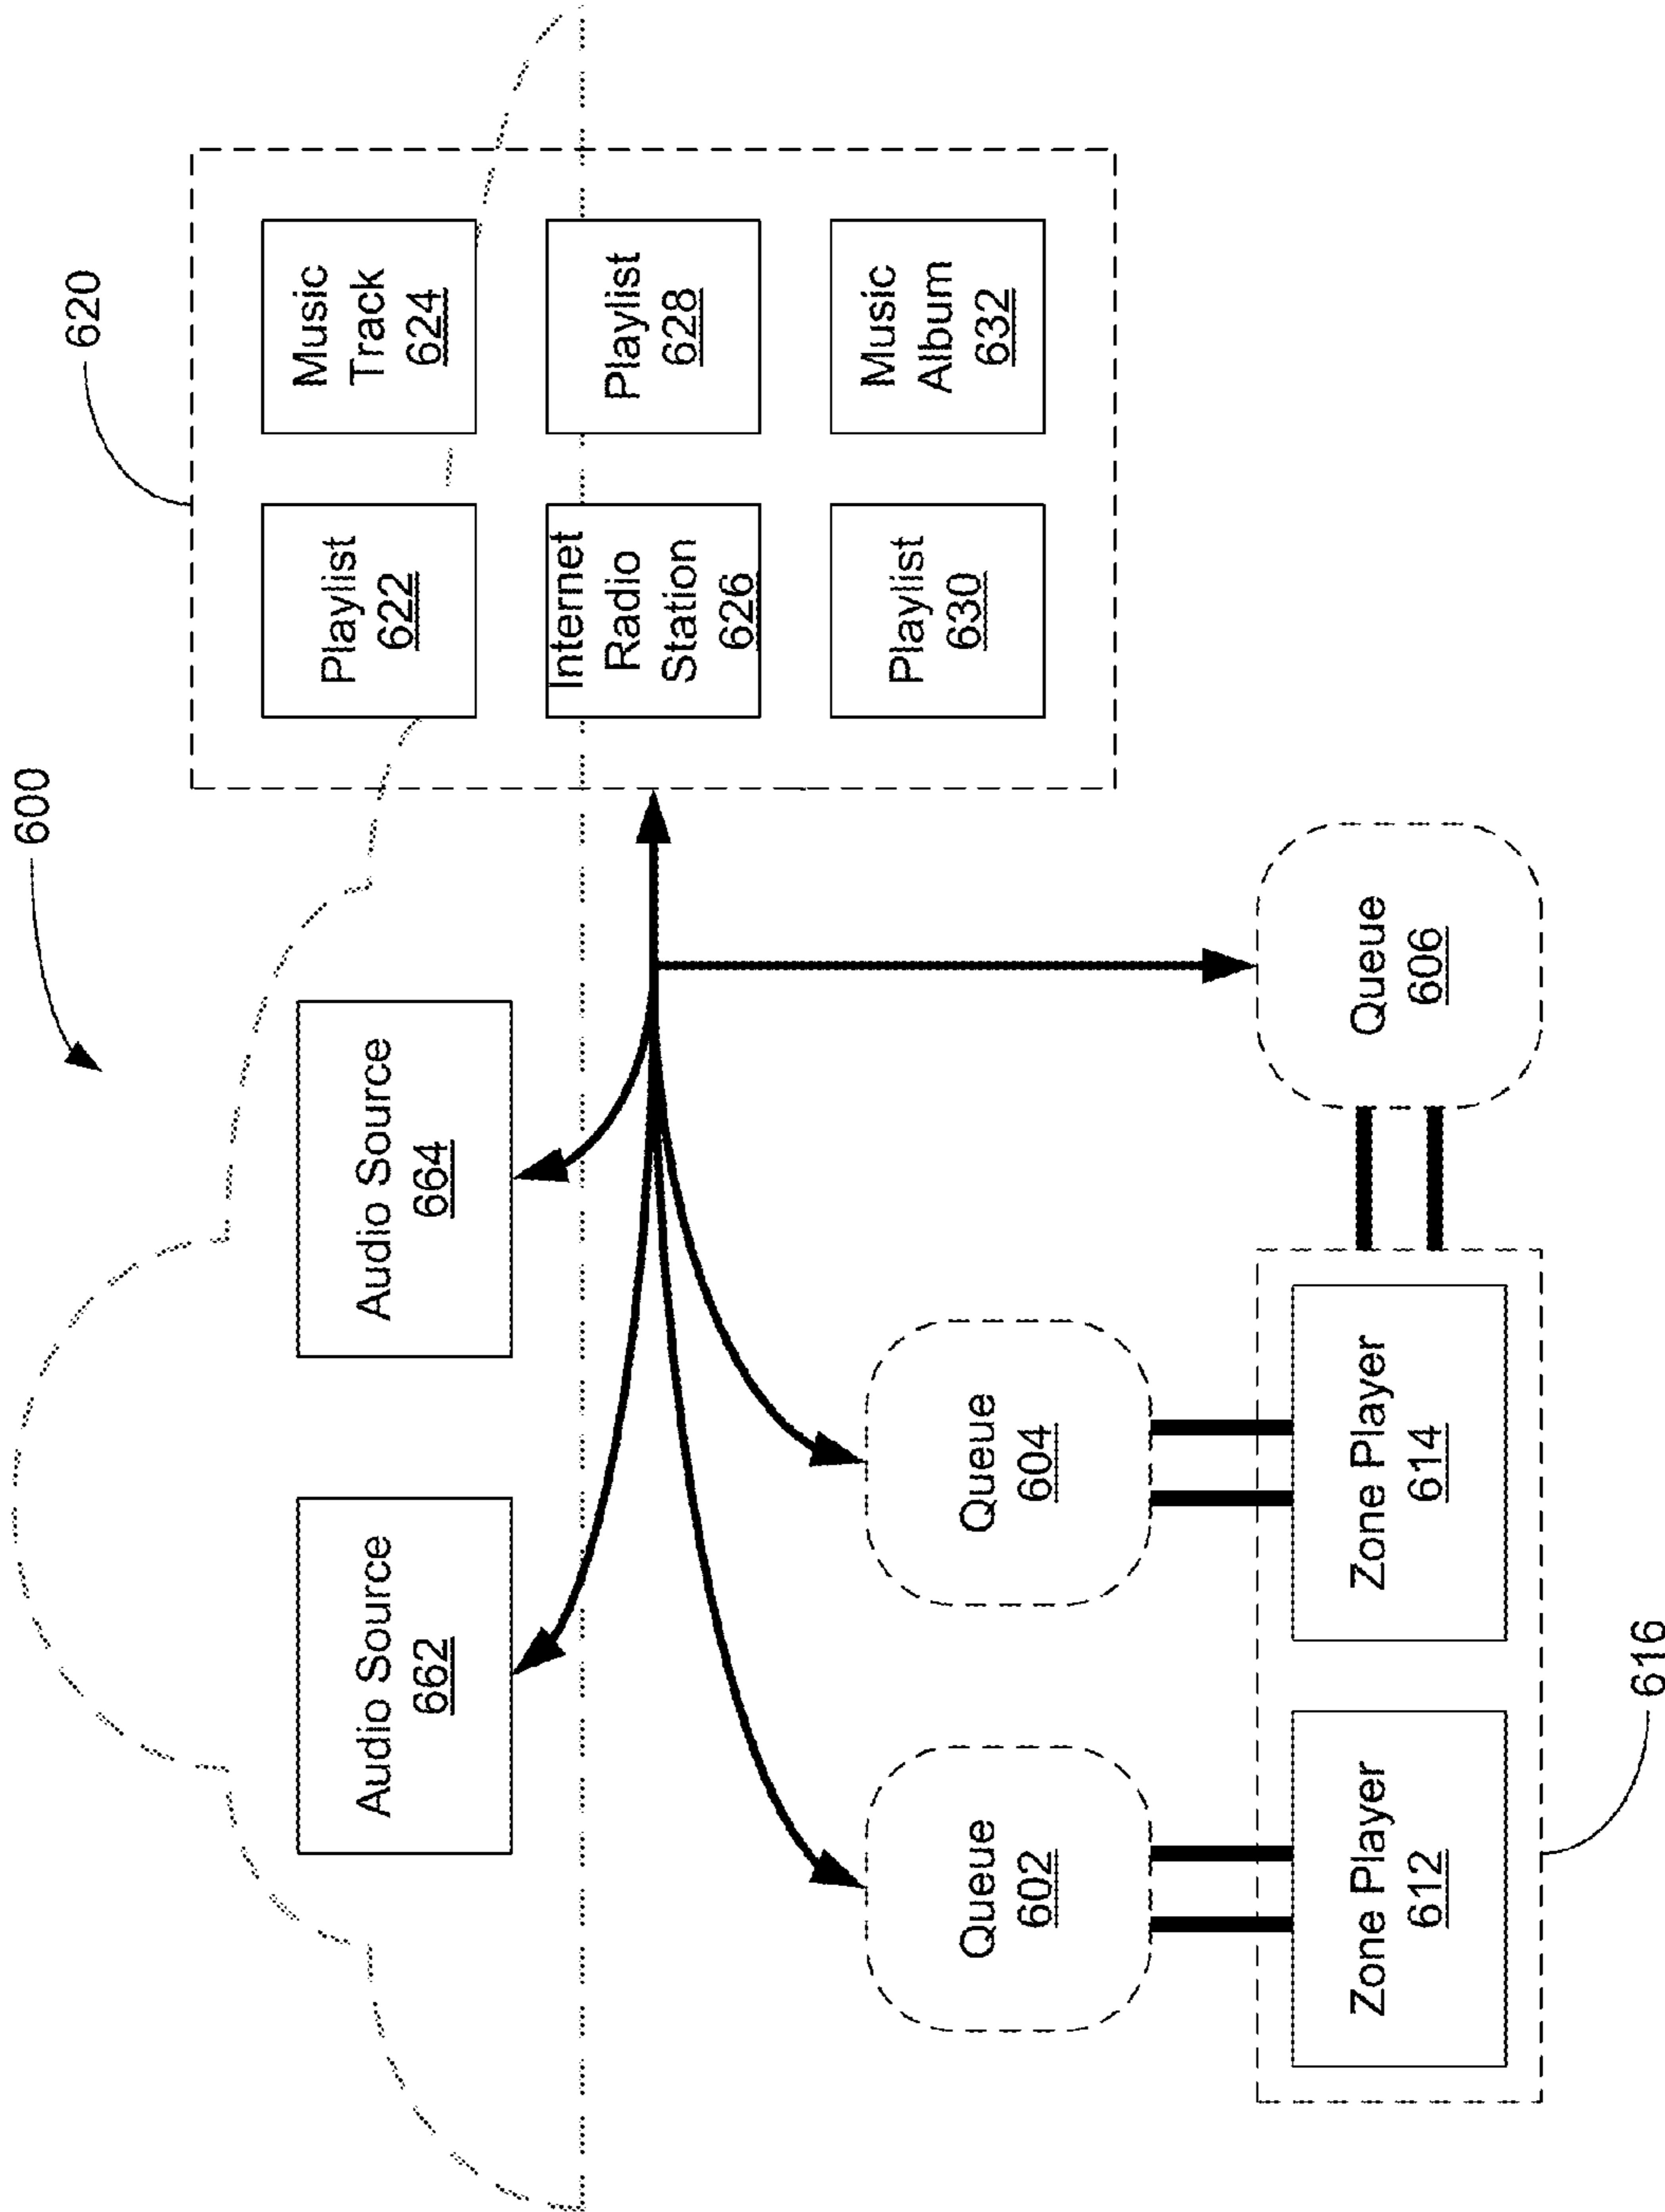 600
620
Audio Source
662
Audio Source
664
Playlist
622
Music
Track
624
Internet
Radio
Station
626
Playlist
628
Playlist
630
Music
Album
632
Queue
602
Queue
604
Queue
606
Zone Player
612
Zone Player
614
616